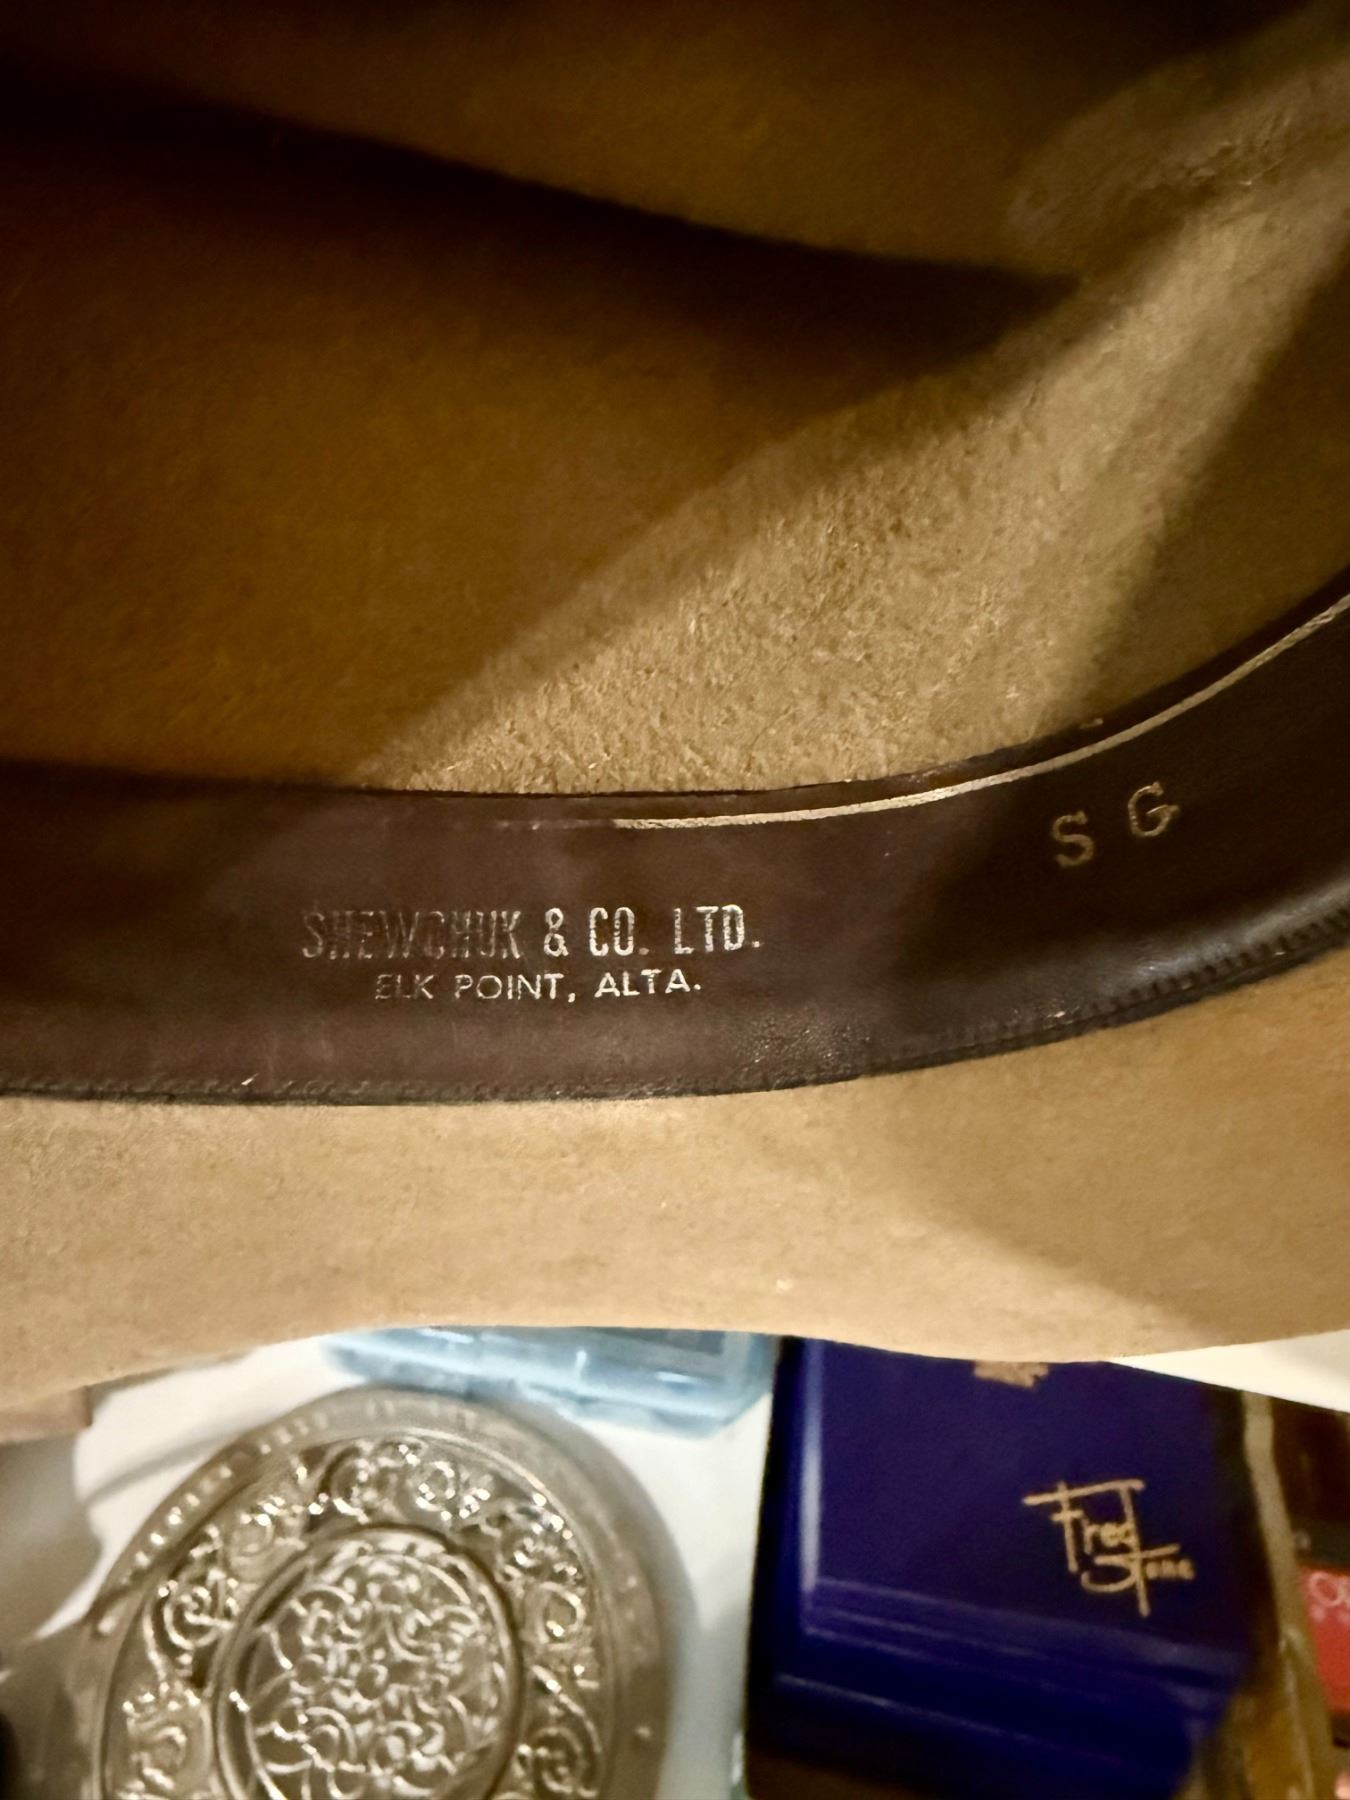 S G
SHEWCHUK & CO. LTD.
ELK POINT, ALTA.
Fred
Stone